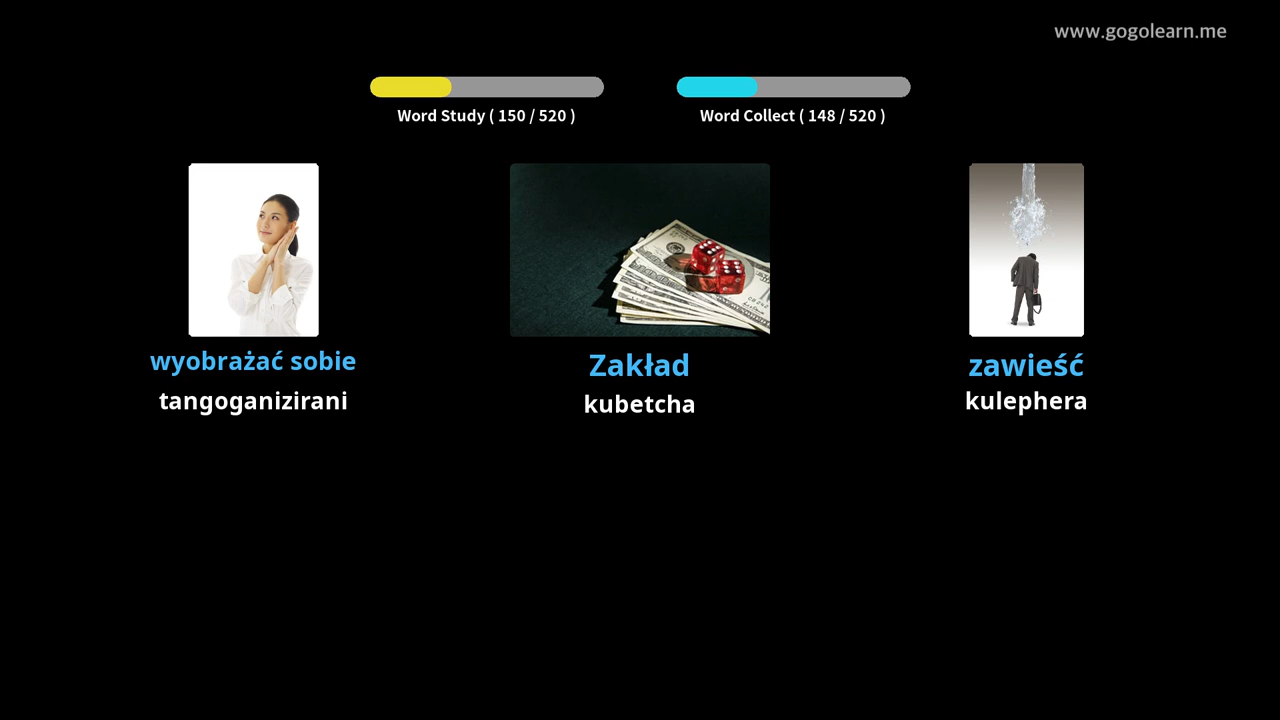 www.gogolearn.me
Word Study ( 150 / 520 )
Word Collect ( 148 / 520 )
wyobrażać sobie
tangoganizirani
Zakład
kubetcha
zawieść
kulephera